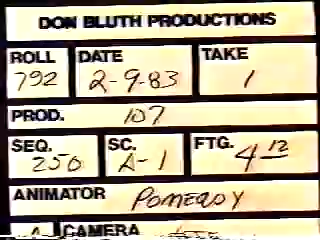 DON BLUTH PRODUCTIONS
ROLL DATE TAKE
792 2-9-83 1
PROD. 107
SEQ. SC. FTG.
250 A-1 4 12
ANIMATOR POMEROY
CAMERA